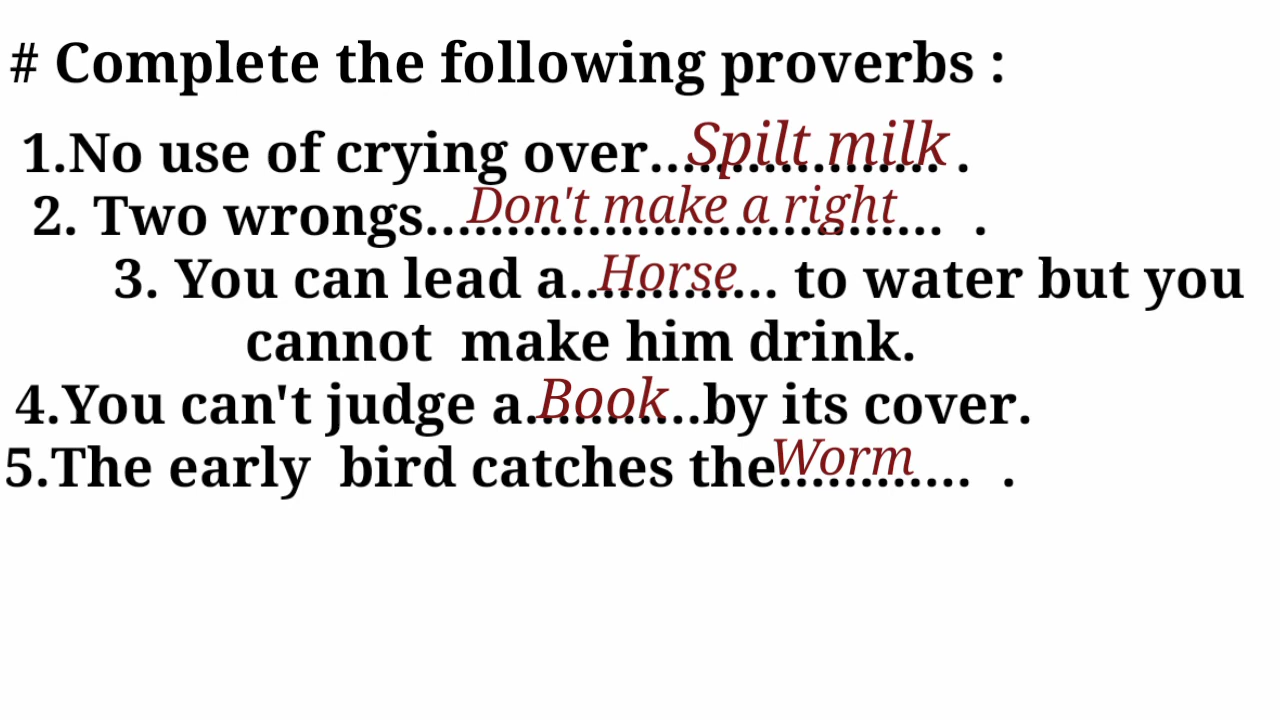 # Complete the following proverbs :
1.No use of crying over...Spilt milk .
2. Two wrongs...Don't make a right... .
3. You can lead a...Horse... to water but you
cannot make him drink.
4.You can't judge a.Book..by its cover.
5.The early bird catches the Worm... .